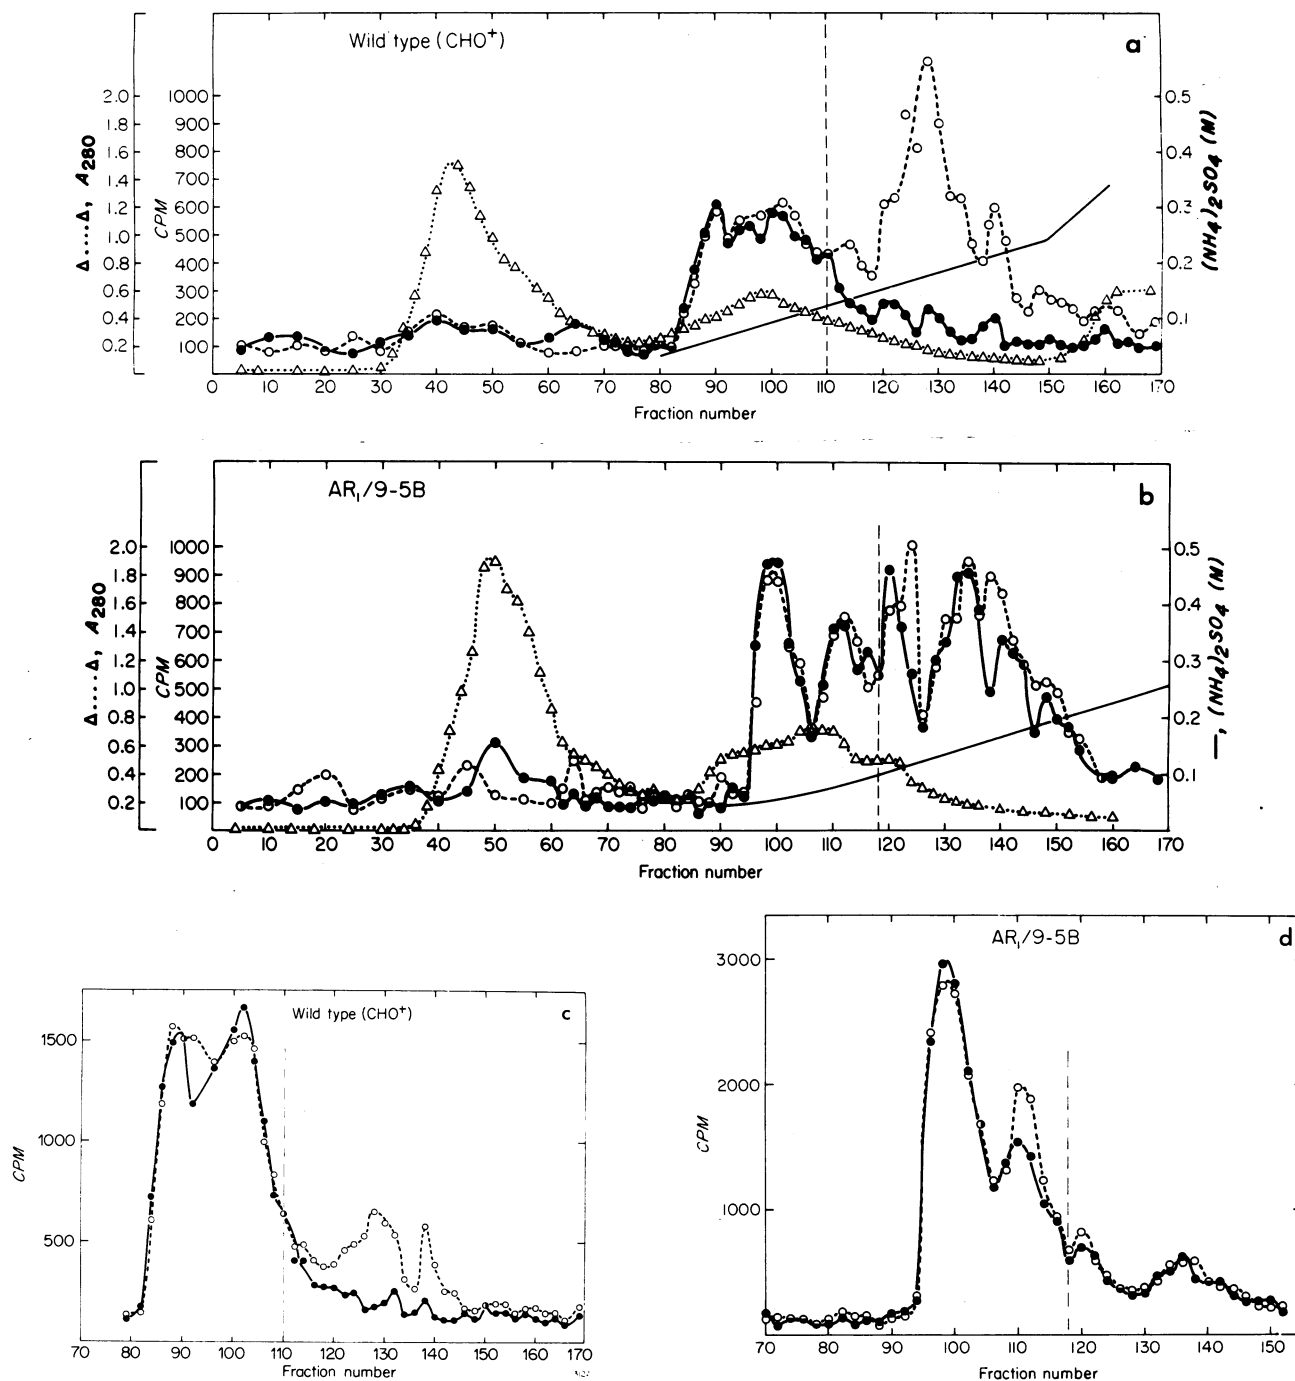 Wild type (CHO⁺)
a
Δ····Δ, A280
2.0
1.8
1.6
1.4
1.2
1.0
0.8
0.6
0.4
0.2
CPM
1000
900
800
700
600
500
400
300
200
100
0.5
0.4
0.3
0.2
0.1
(NH4)2SO4 (M)
0 10 20 30 40 50 60 70 80 90 100 110 120 130 140 150 160 170
Fraction number
AR1/9-5B
b
Δ····Δ, A280
2.0
1.8
1.6
1.4
1.2
1.0
0.8
0.6
0.4
0.2
CPM
1000
900
800
700
600
500
400
300
200
100
0.5
0.4
0.3
0.2
0.1
—, (NH4)2SO4 (M)
0 10 20 30 40 50 60 70 80 90 100 110 120 130 140 150 160 170
Fraction number
Wild type (CHO⁺)
c
CPM
1500
1000
500
70 80 90 100 110 120 130 140 150 160 170
Fraction number
AR1/9-5B
d
CPM
3000
2000
1000
70 80 90 100 110 120 130 140 150
Fraction number